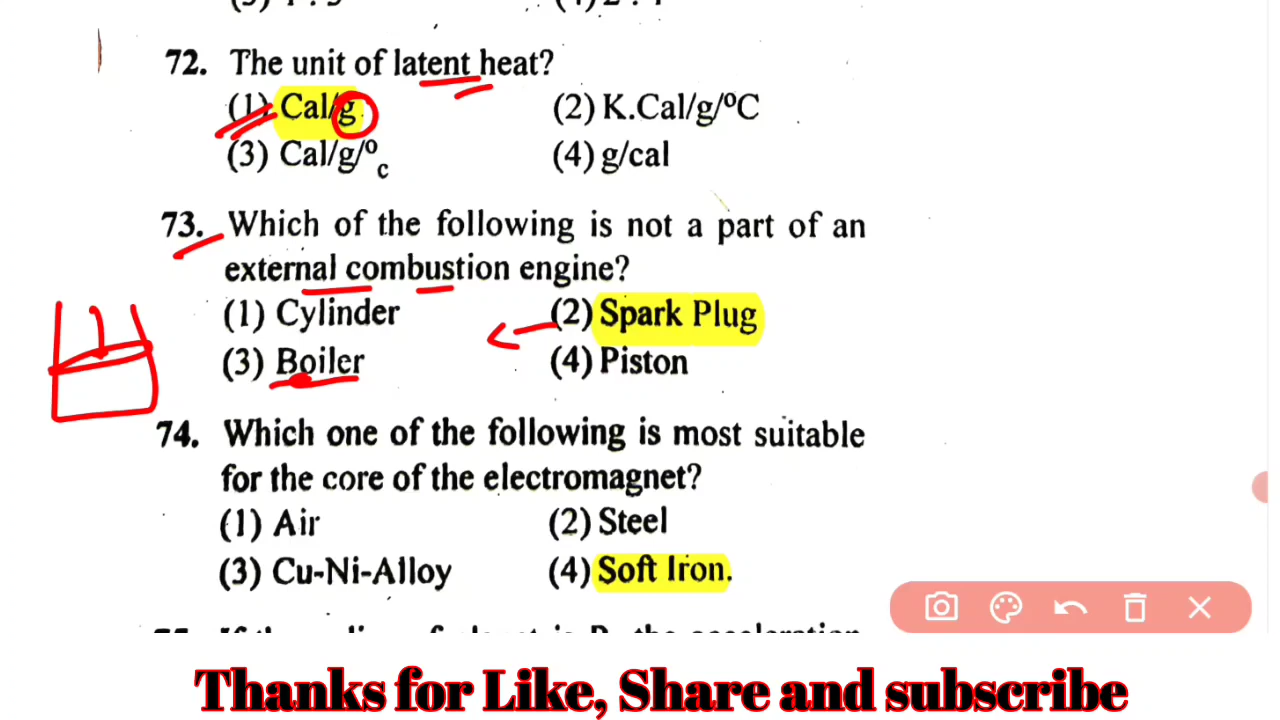 72. The unit of latent heat?
(1) Cal/g (2) K.Cal/g/⁰C
(3) Cal/g/⁰c (4) g/cal
73. Which of the following is not a part of an
external combustion engine?
(1) Cylinder (2) Spark Plug
(3) Boiler (4) Piston
74. Which one of the following is most suitable
for the core of the electromagnet?
(1) Air (2) Steel
(3) Cu-Ni-Alloy (4) Soft Iron.
Thanks for Like, Share and subscribe